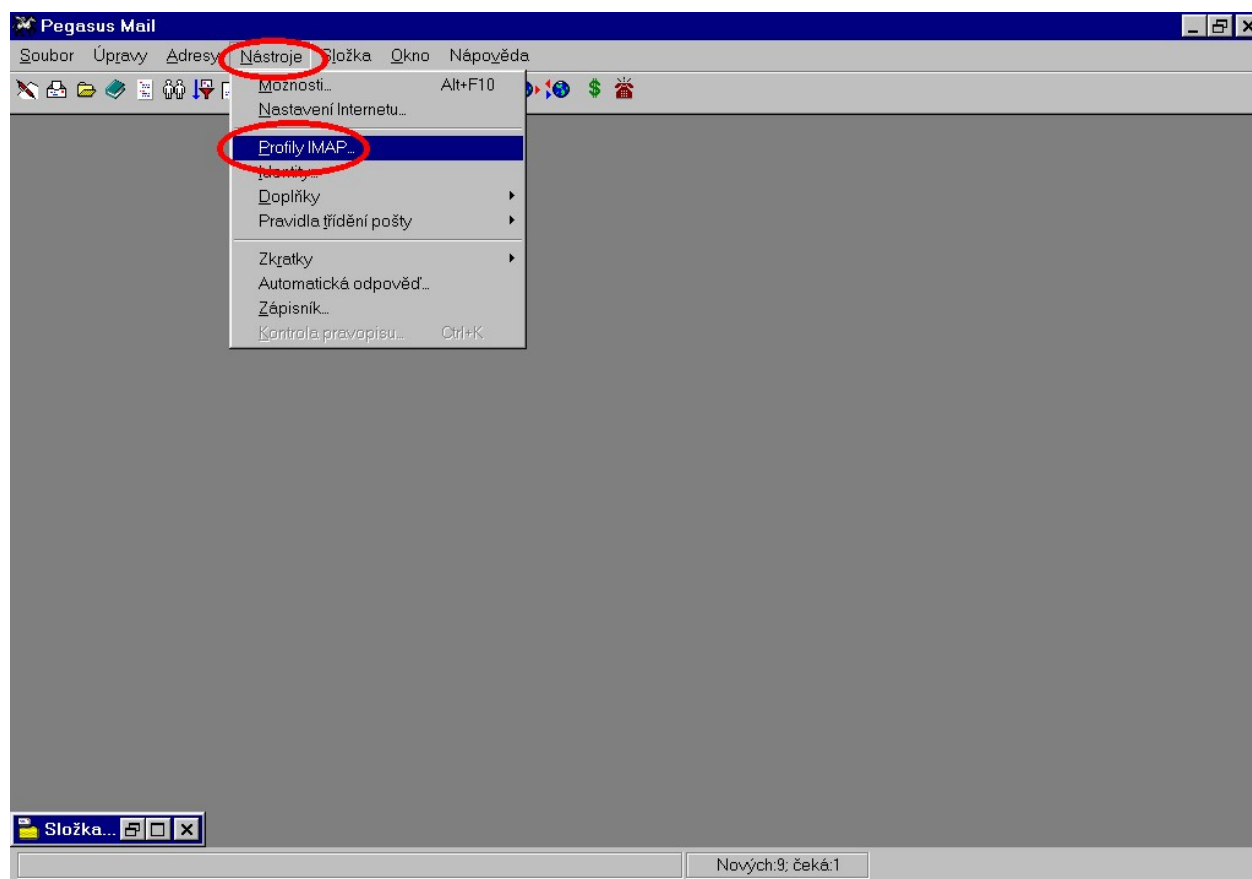 Pegasus Mail
Soubor Úpravy Adresy Nástroje Složka Okno Nápověda
Možnosti... Alt+F10
Nastavení Internetu...
Profily IMAP...
Identity...
Doplňky
Pravidla třídění pošty
Zkratky
Automatická odpověď...
Zápisník...
Kontrola pravopisu... Ctrl+K
Složka...
Nových:9; čeká:1